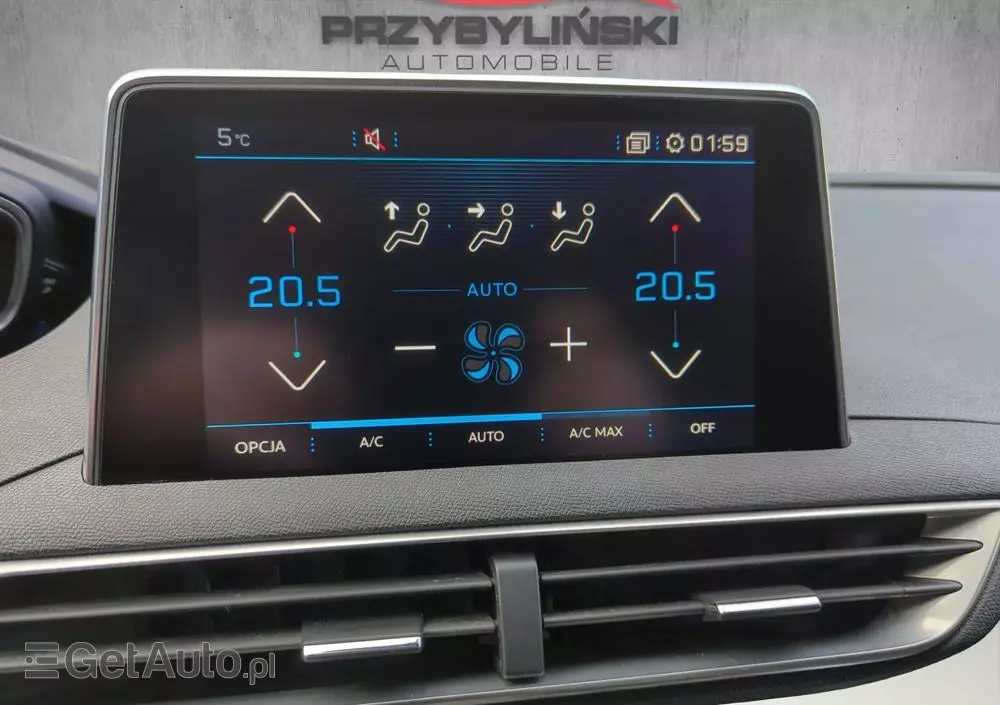 PRZYBYLIŃSKI
AUTOMOBILE
5°C
01:59
20.5
20.5
AUTO
OPCJA A/C AUTO A/C MAX OFF
GetAuto.pl